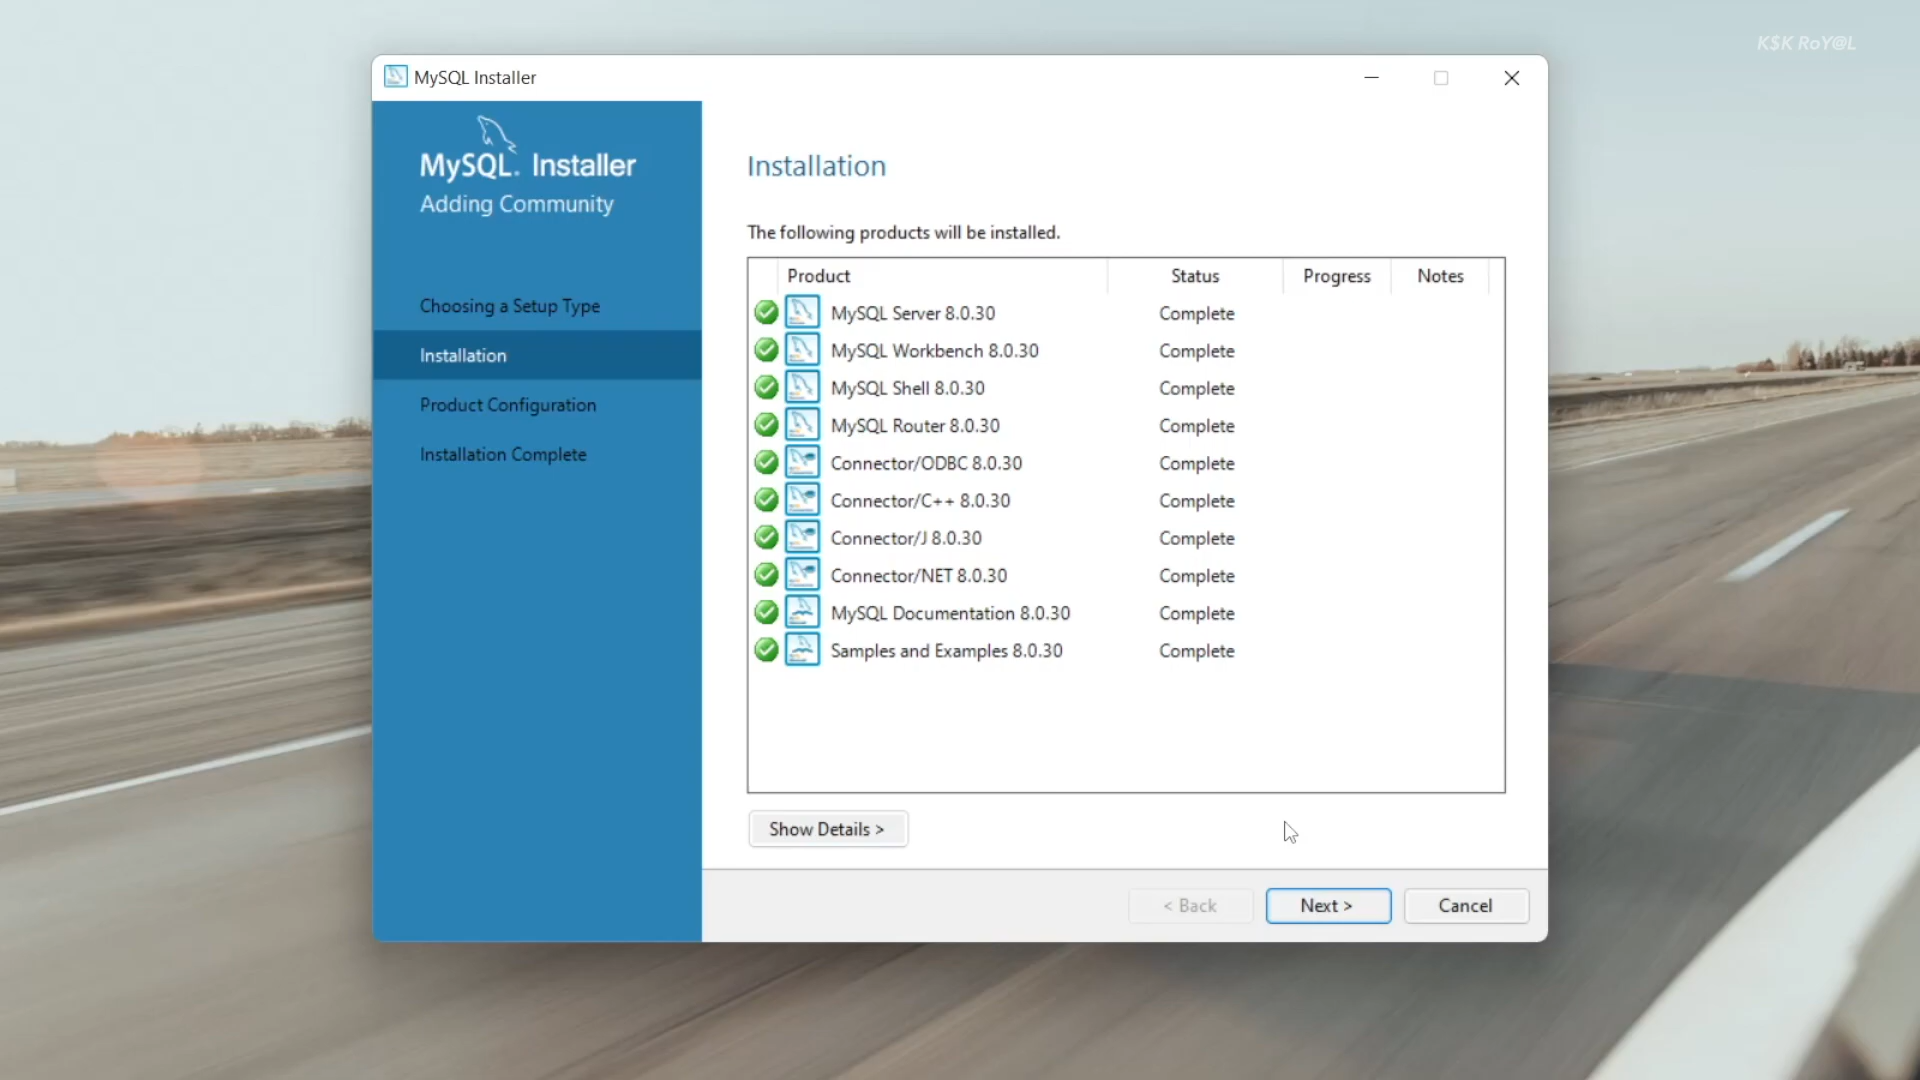 K$K RoY@L
MySQL Installer
MySQL. Installer
Adding Community
Choosing a Setup Type
Installation
Product Configuration
Installation Complete
Installation
The following products will be installed.
Product Status Progress Notes
MySQL Server 8.0.30 Complete
MySQL Workbench 8.0.30 Complete
MySQL Shell 8.0.30 Complete
MySQL Router 8.0.30 Complete
Connector/ODBC 8.0.30 Complete
Connector/C++ 8.0.30 Complete
Connector/J 8.0.30 Complete
Connector/NET 8.0.30 Complete
MySQL Documentation 8.0.30 Complete
Samples and Examples 8.0.30 Complete
Show Details >
< Back Next > Cancel